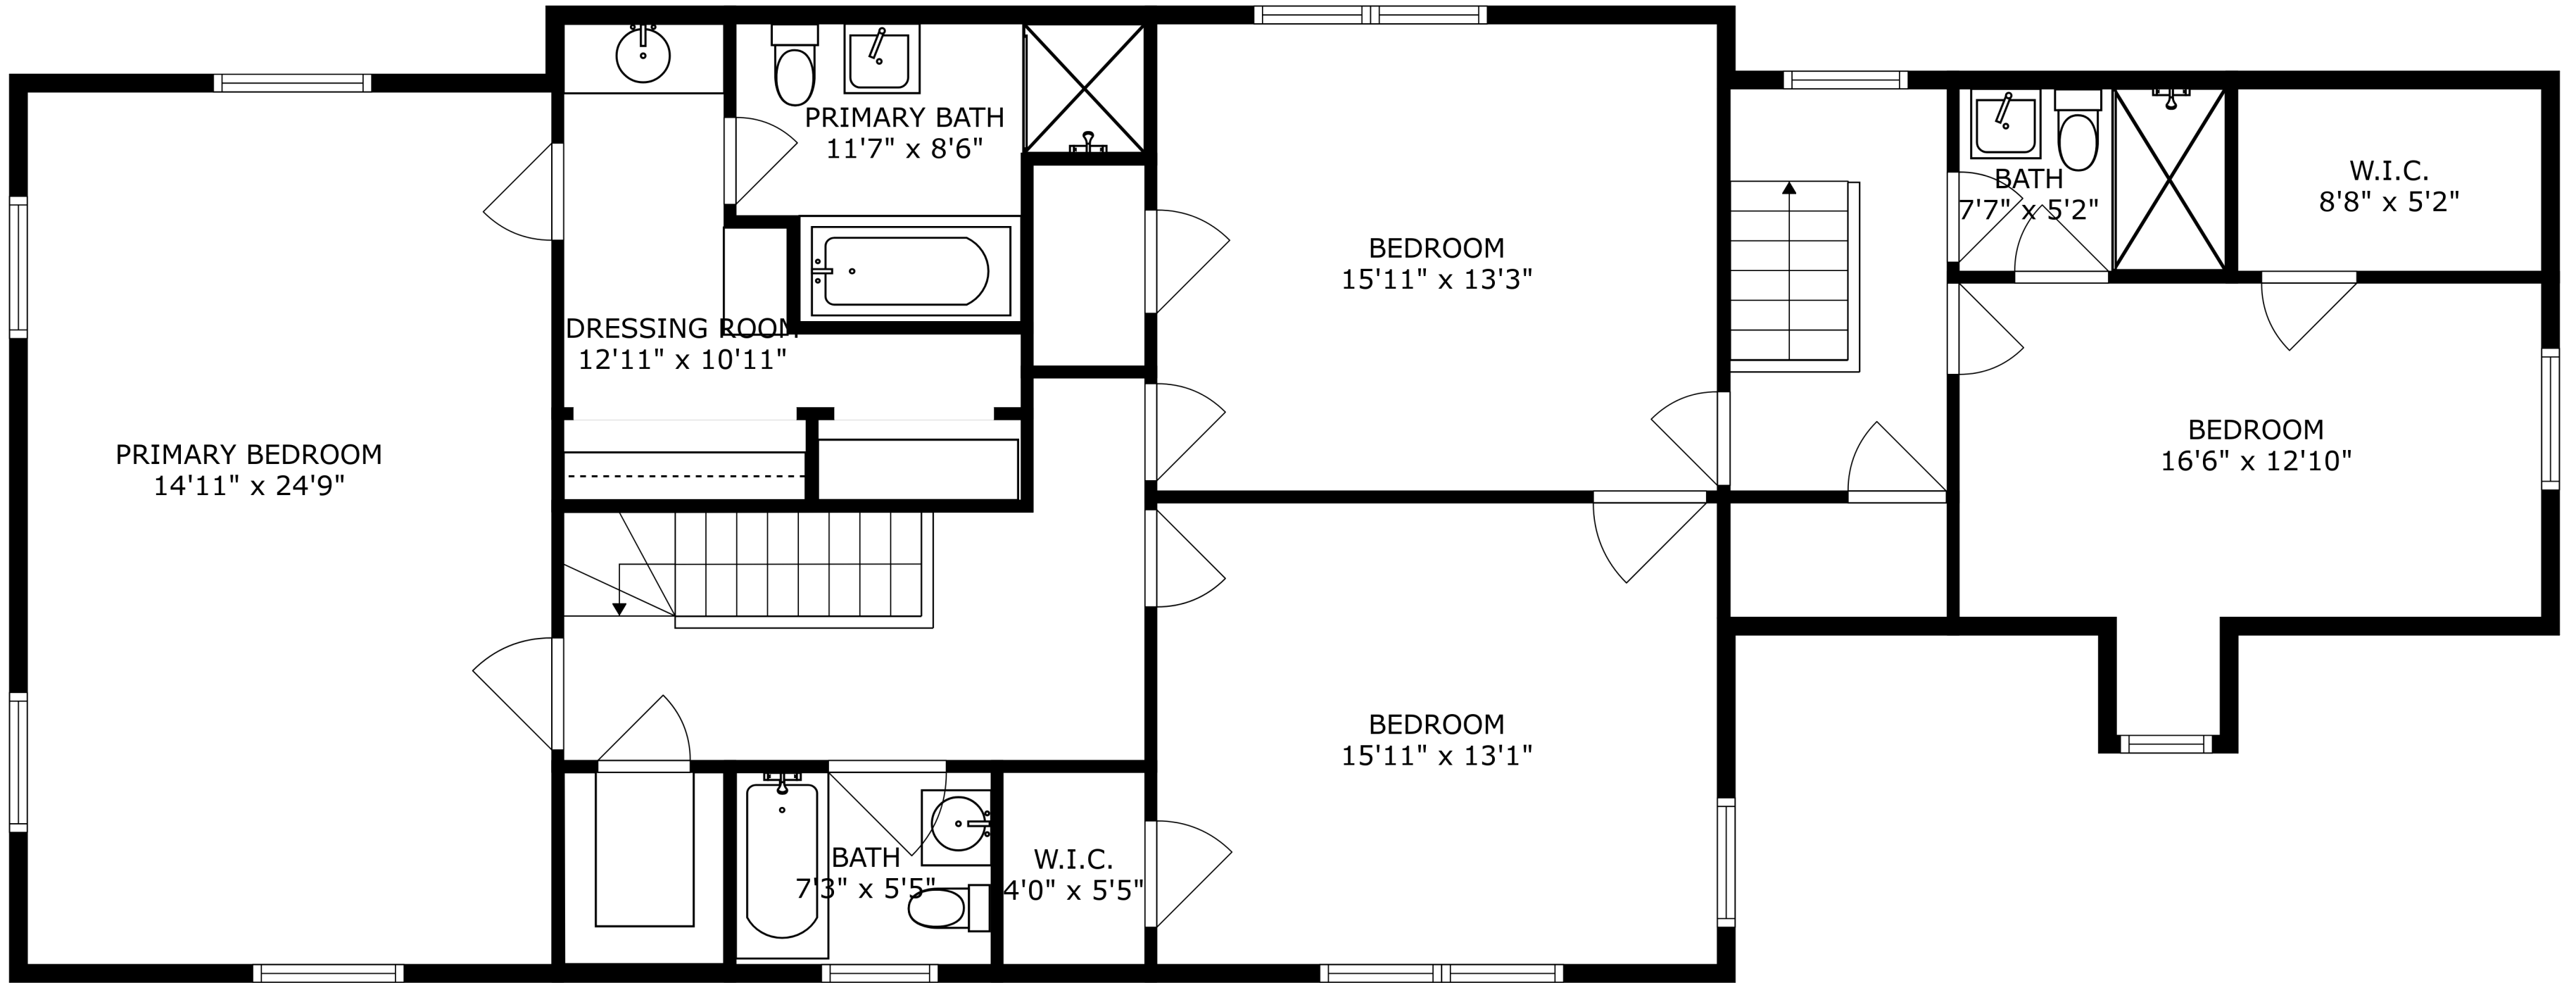 PRIMARY BATH
11'7" x 8'6"
W.I.C.
8'8" x 5'2"
BATH
7'7" x 5'2"
BEDROOM
15'11" x 13'3"
DRESSING ROOM
12'11" x 10'11"
PRIMARY BEDROOM
14'11" x 24'9"
BEDROOM
16'6" x 12'10"
BEDROOM
15'11" x 13'1"
BATH
7'3" x 5'5"
W.I.C.
4'0" x 5'5"